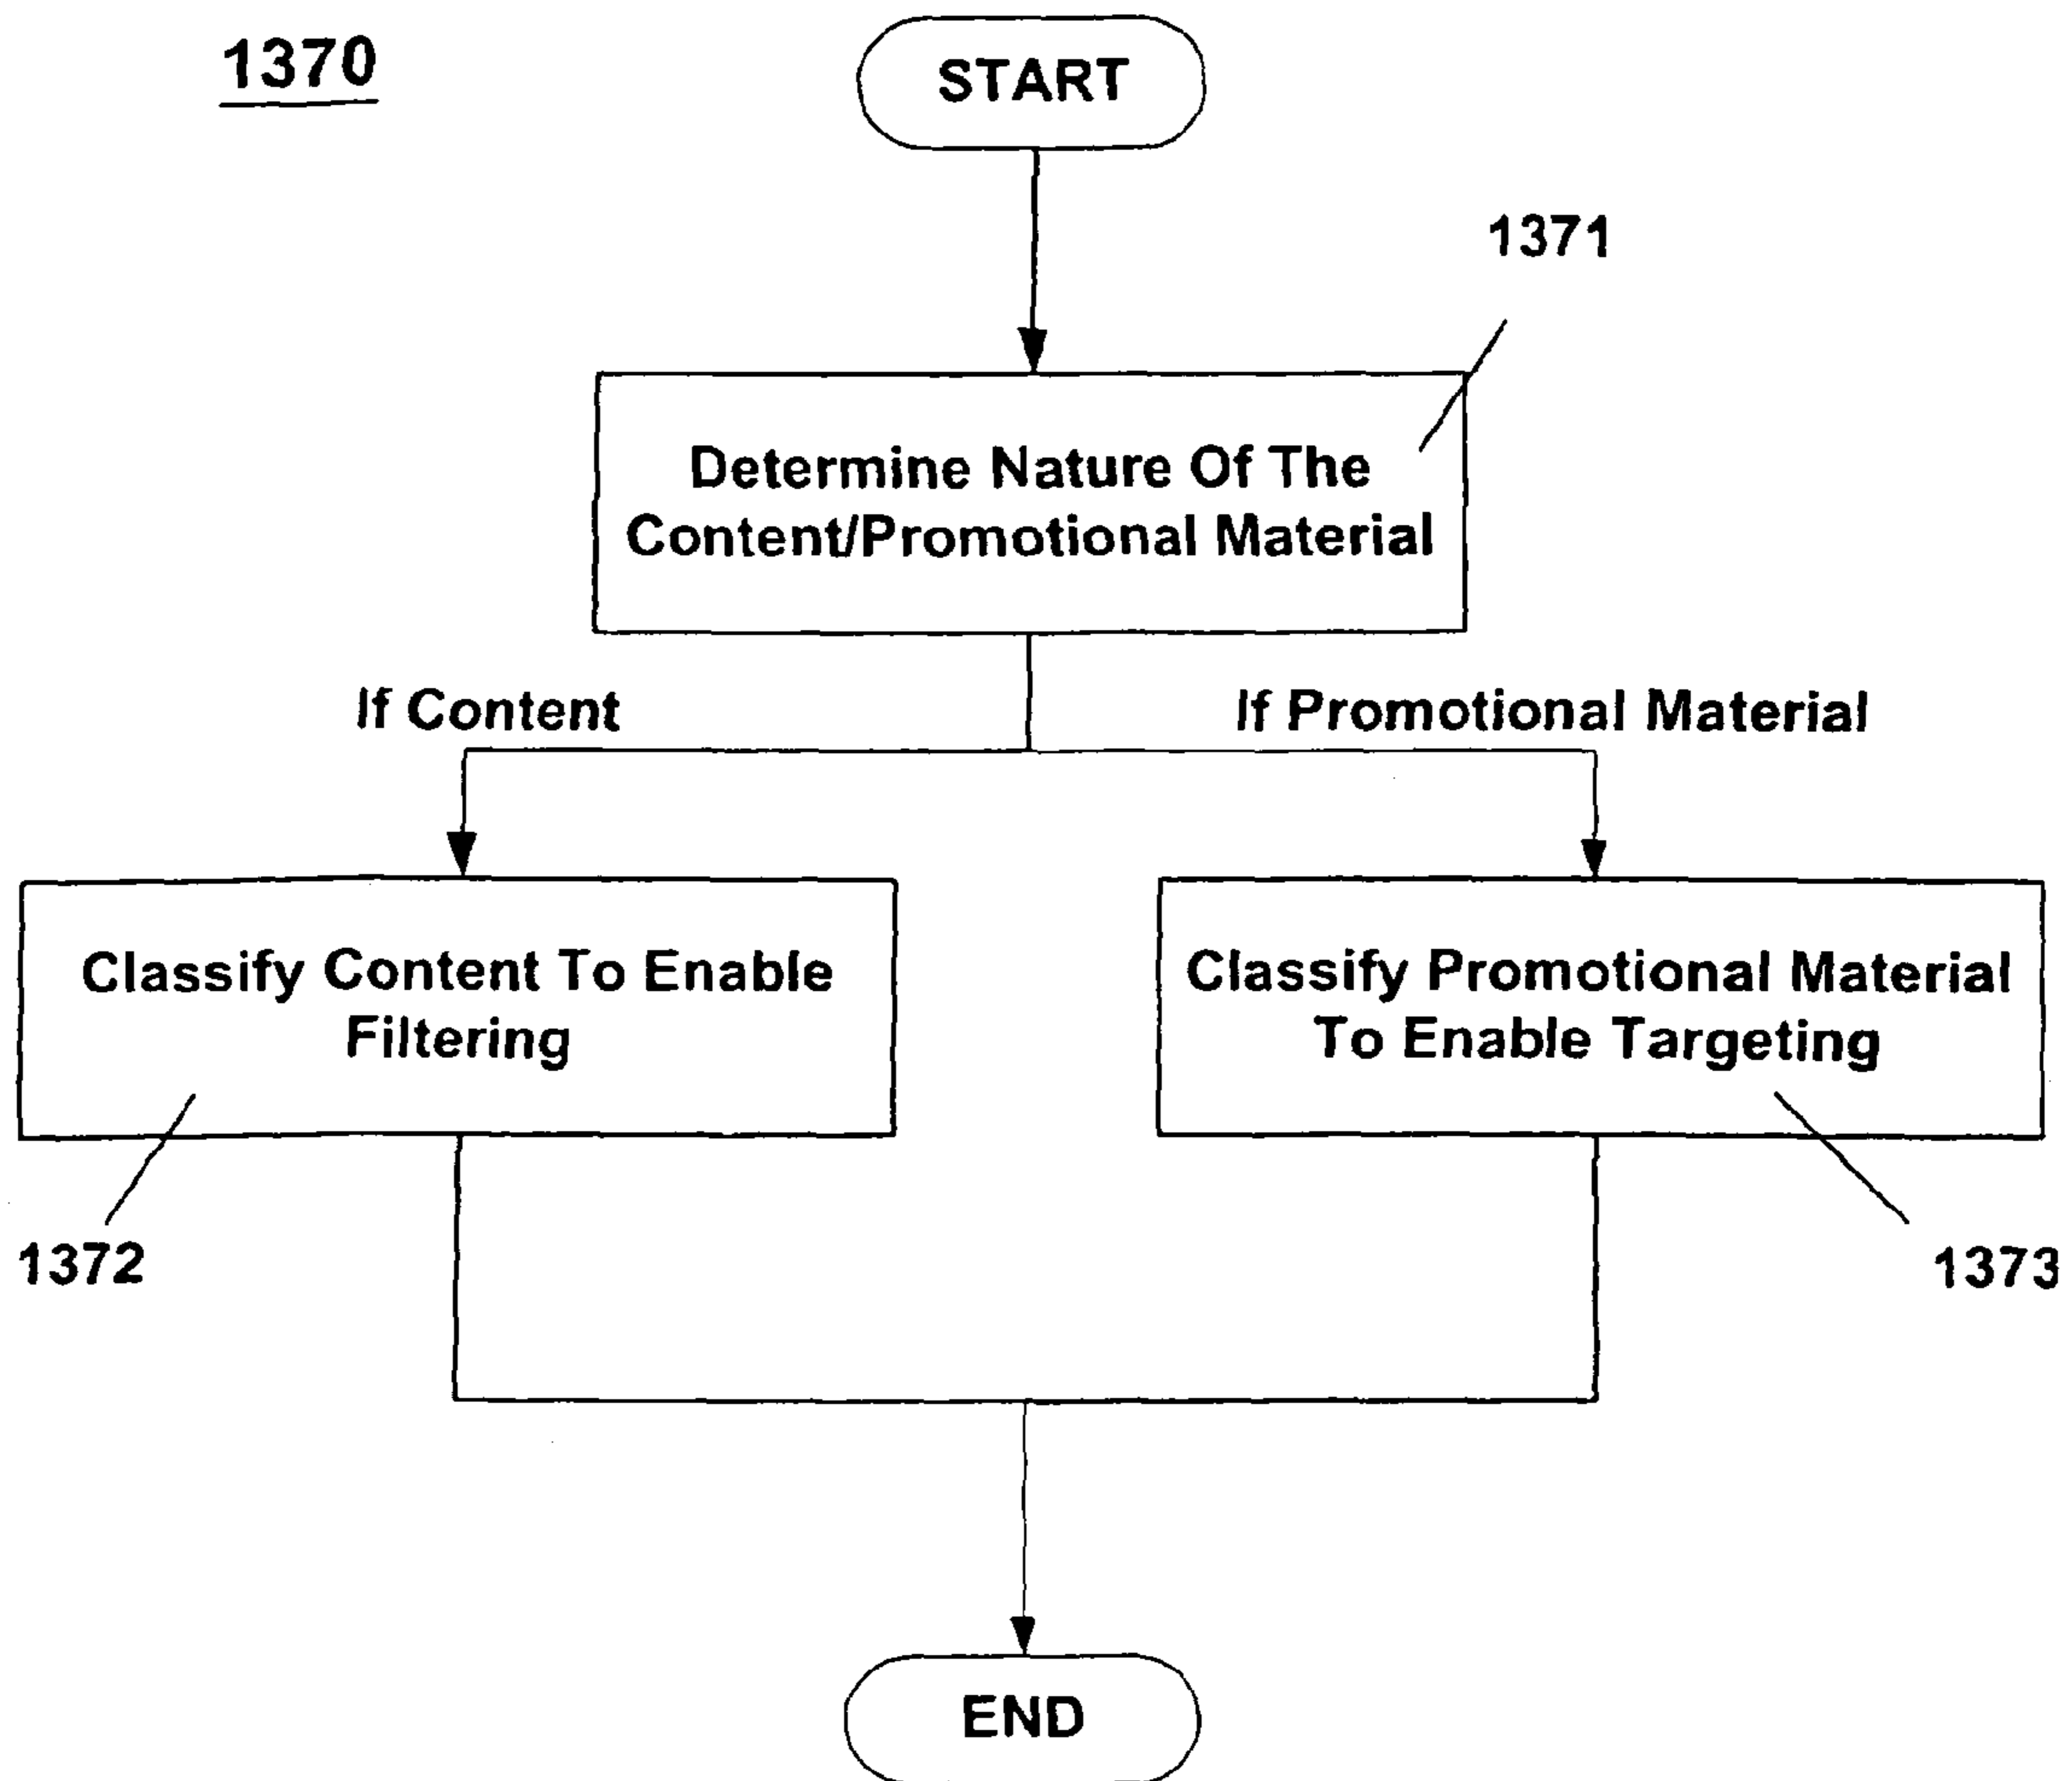 1370
START
1371
Determine Nature Of The
Content/Promotional Material
If Content
If Promotional Material
Classify Content To Enable
Filtering
Classify Promotional Material
To Enable Targeting
1372
1373
END